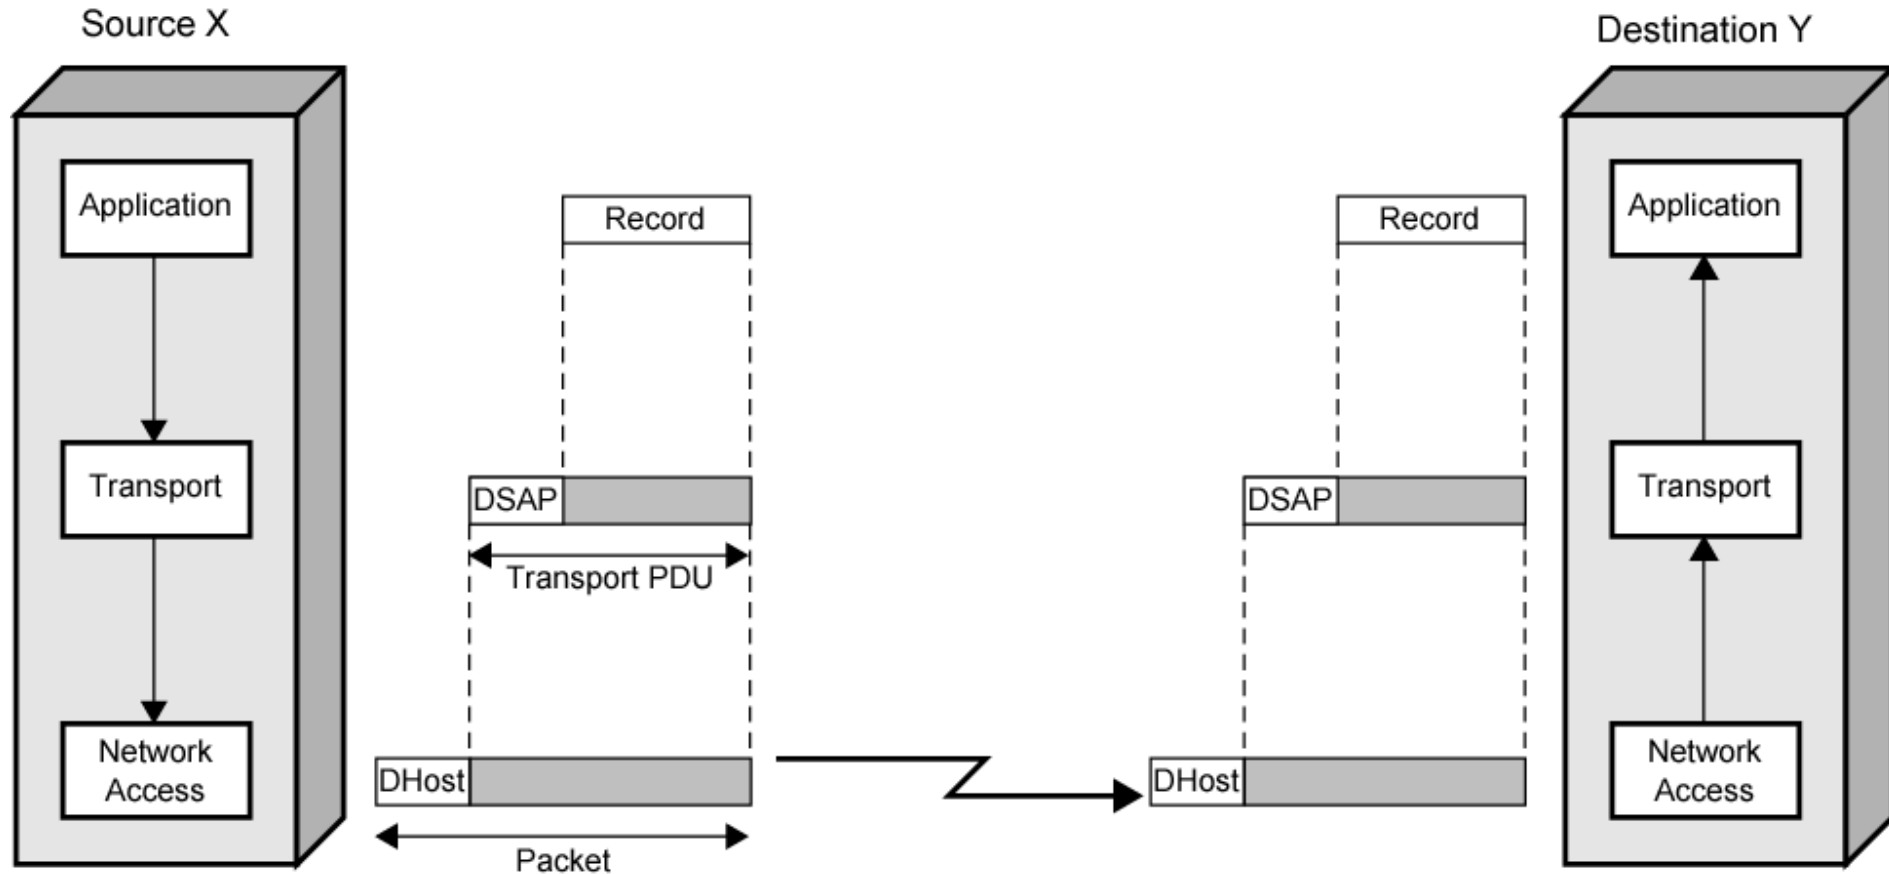 Source X
Destination Y
Application
Record
Record
Application
Transport
DSAP
DSAP
Transport
Transport PDU
Network
Access
DHost
DHost
Network
Access
Packet